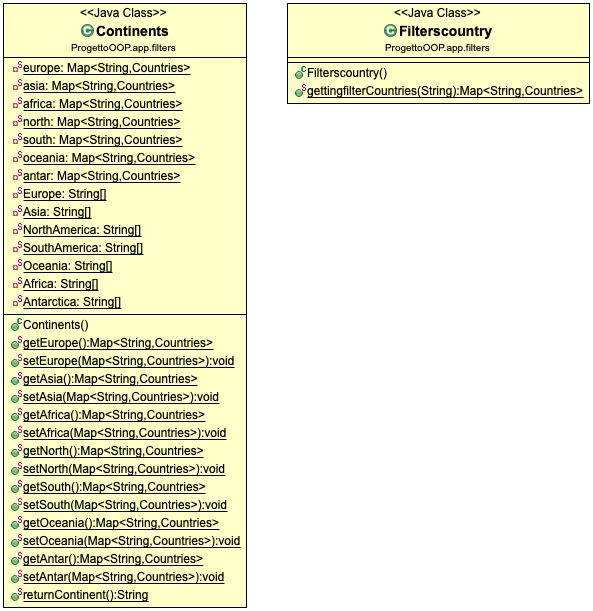 <<Java Class>>
Continents
ProgettoOOP.app.filters
europe: Map<String,Countries>
asia: Map<String,Countries>
africa: Map<String,Countries>
north: Map<String,Countries>
south: Map<String,Countries>
oceania: Map<String,Countries>
antar: Map<String,Countries>
Europe: String[]
Asia: String[]
NorthAmerica: String[]
SouthAmerica: String[]
Oceania: String[]
Africa: String[]
Antarctica: String[]
Continents()
getEurope():Map<String,Countries>
setEurope(Map<String,Countries>):void
getAsia():Map<String,Countries>
setAsia(Map<String,Countries>):void
getAfrica():Map<String,Countries>
setAfrica(Map<String,Countries>):void
getNorth():Map<String,Countries>
setNorth(Map<String,Countries>):void
getSouth():Map<String,Countries>
setSouth(Map<String,Countries>):void
getOceania():Map<String,Countries>
setOceania(Map<String,Countries>):void
getAntar():Map<String,Countries>
setAntar(Map<String,Countries>):void
returnContinent():String
<<Java Class>>
Filterscountry
ProgettoOOP.app.filters
Filterscountry()
gettingfilterCountries(String):Map<String,Countries>